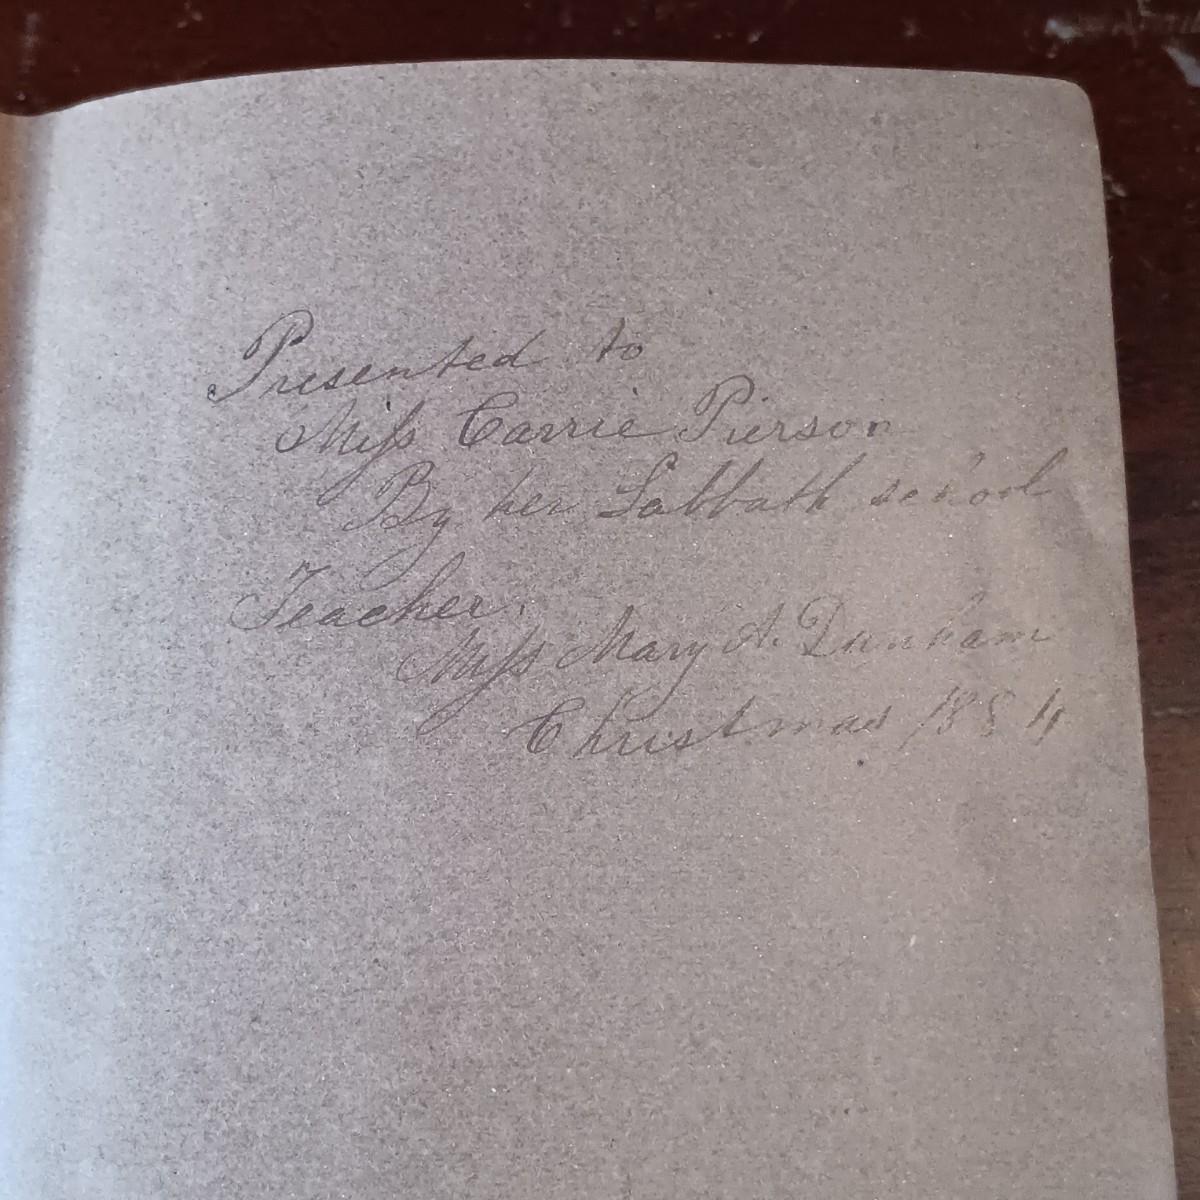 Presented to
Miss Carrie Pierson
By her Sabbath school
Teacher.
Miss Mary A. Dunham
Christmas 1884